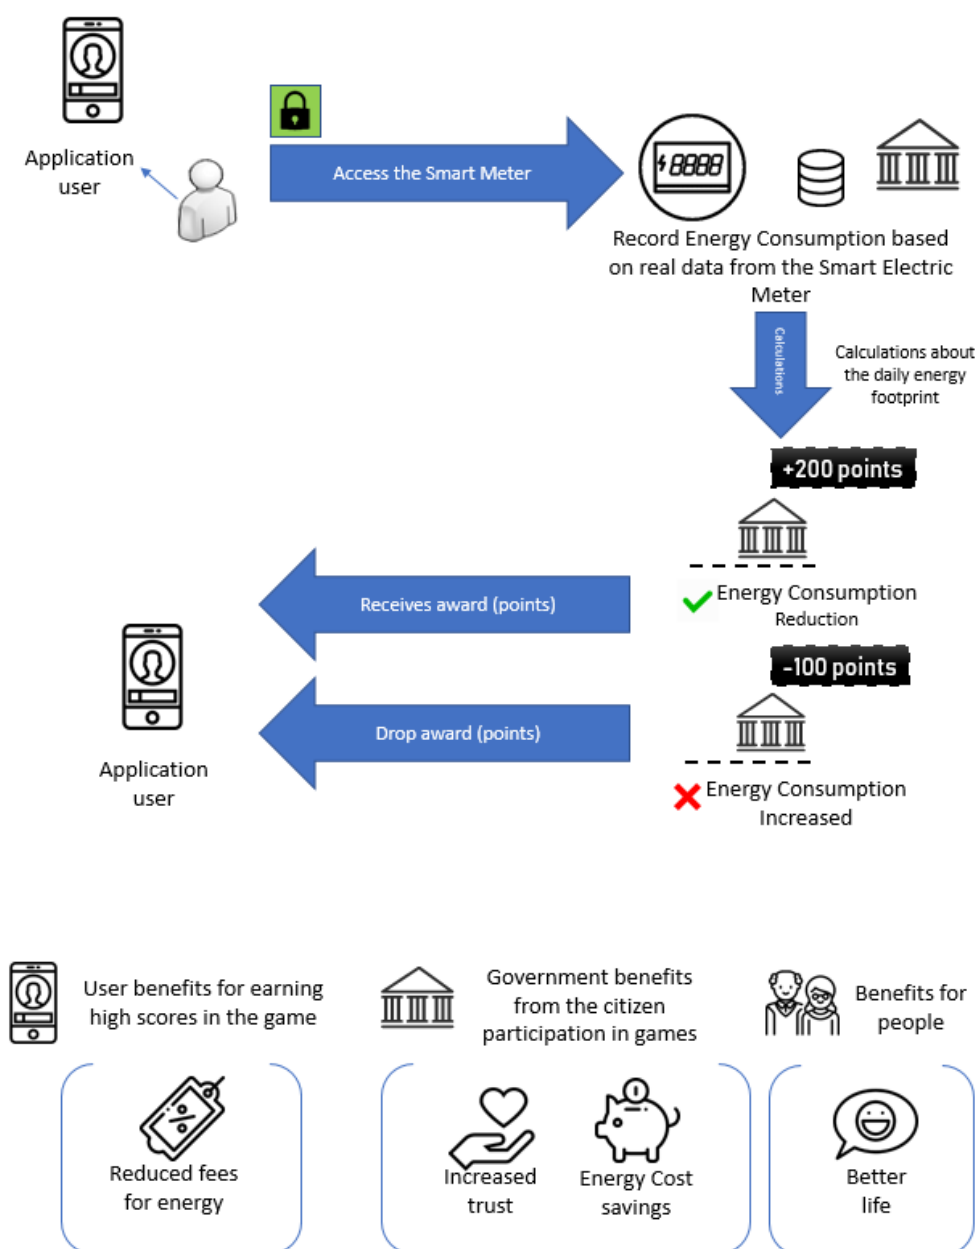 Application
user
Access the Smart Meter
8888
Record Energy Consumption based
on real data from the Smart Electric
Meter
Calculations
Calculations about
the daily energy
footprint
+200 points
Energy Consumption
Reduction
Receives award (points)
-100 points
Drop award (points)
Energy Consumption
Increased
Application
user
User benefits for earning
high scores in the game
Government benefits
from the citizen
participation in games
Benefits for
people
Reduced fees
for energy
Increased
trust
Energy Cost
savings
Better
life